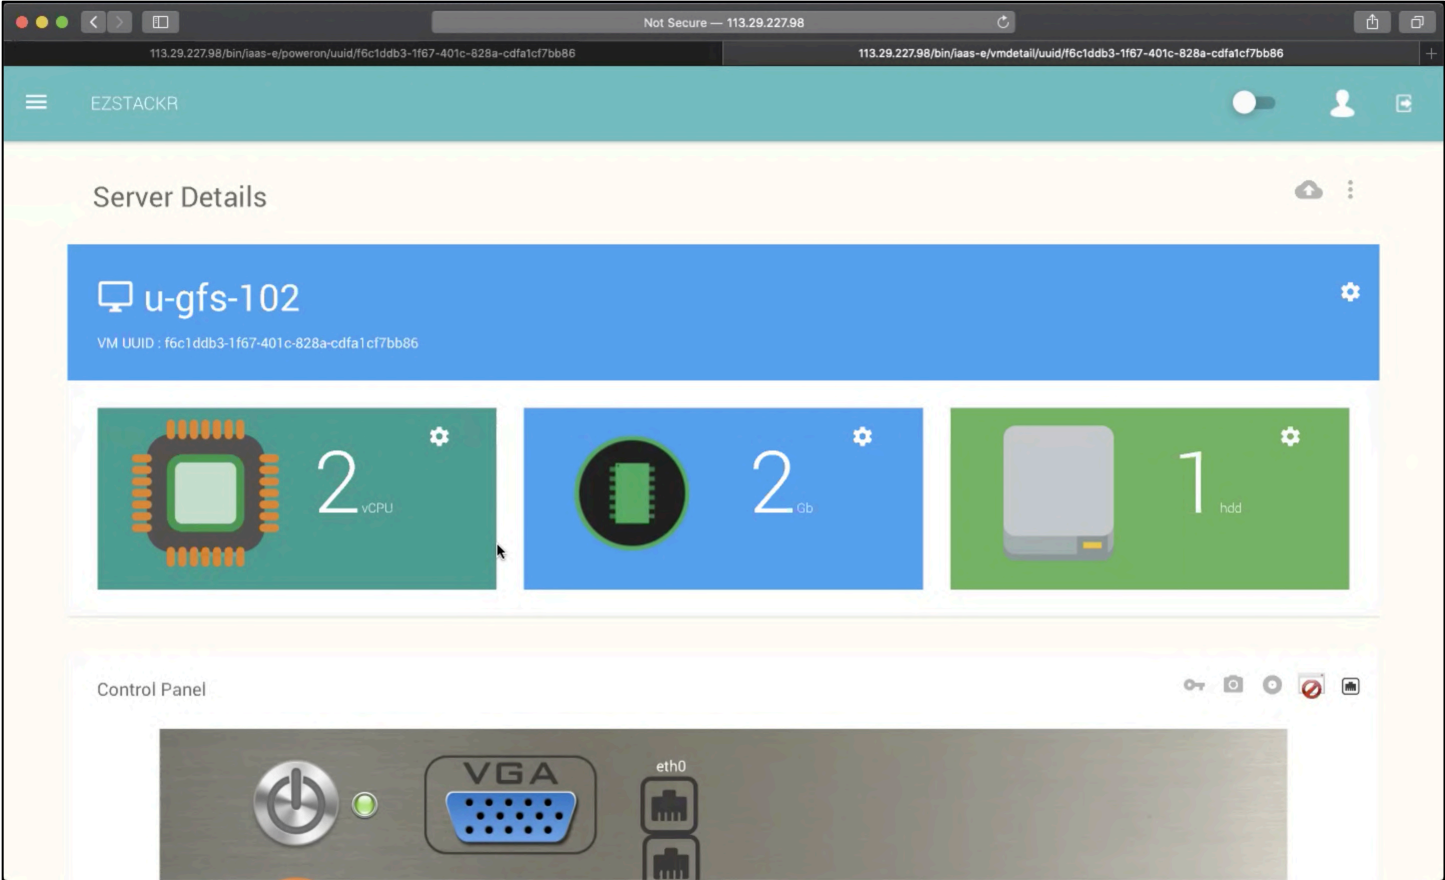 Not Secure — 113.29.227.98
113.29.227.98/bin/iaas-e/poweron/uuid/f6c1ddb3-1f67-401c-828a-cdfa1cf7bb86
113.29.227.98/bin/iaas-e/vmdetail/uuid/f6c1ddb3-1f67-401c-828a-cdfa1cf7bb86
EZSTACKR
Server Details
u-gfs-102
VM UUID : f6c1ddb3-1f67-401c-828a-cdfa1cf7bb86
2 vCPU
2 Gb
1 hdd
Control Panel
VGA
eth0